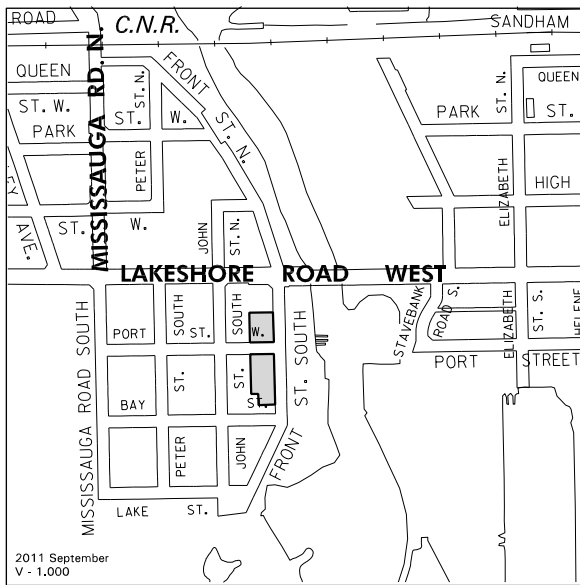 ROAD
C.N.R.
SANDHAM
QUEEN
ST. W.
PARK ST. W.
MISSISSAUGA RD. N.
PETER ST. N.
FRONT ST. N.
ST. W.
AVE.
JOHN ST. N.
PARK ST.
ST. N.
QUEEN
ELIZABETH
HIGH
LAKESHORE ROAD WEST
MISSISSAUGA ROAD SOUTH
PORT ST. W.
SOUTH
SOUTH
STAVEBANK ROAD S.
ELIZABETH ST. S.
HELENE
PORT STREET
BAY ST.
ST.
ST.
PETER
JOHN
FRONT ST. SOUTH
LAKE ST.
2011 September
V - 1.000